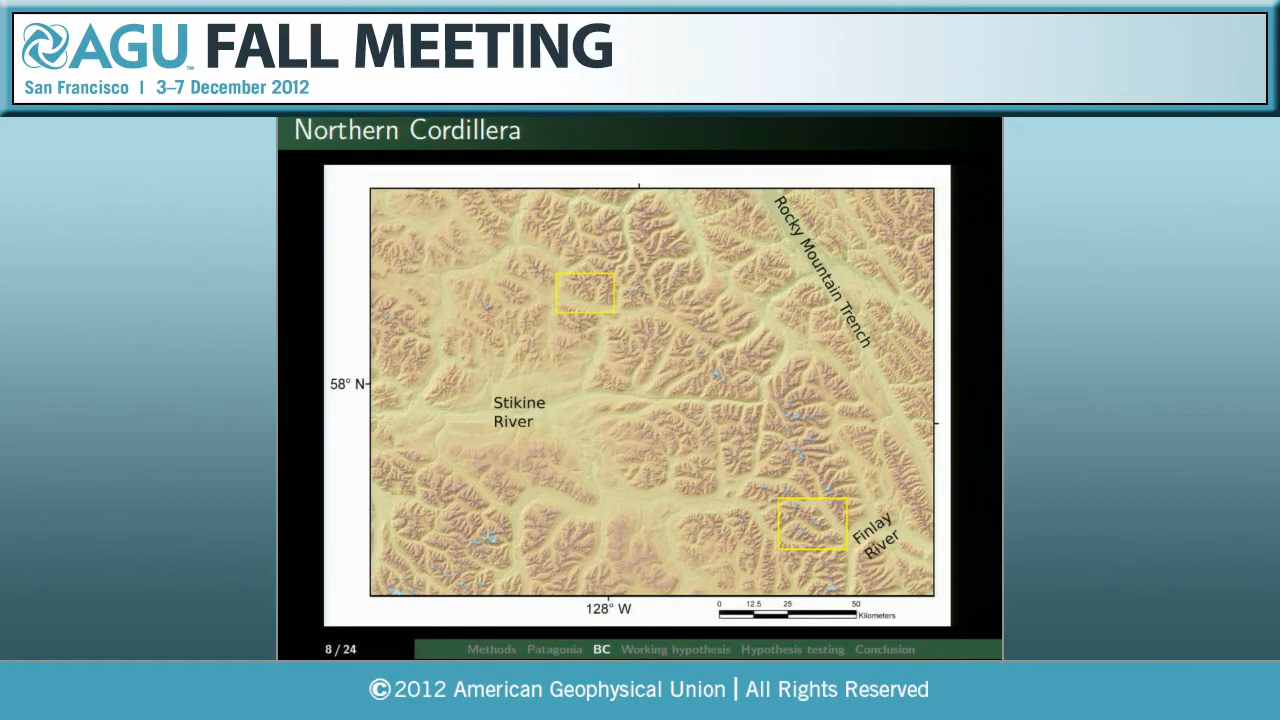 AGU™ FALL MEETING
San Francisco | 3–7 December 2012
Northern Cordillera
Rocky Mountain Trench
58° N
Stikine
River
Finlay
River
128° W
0 12.5 25 50
Kilometers
8 / 24
Methods Patagonia BC Working hypothesis Hypothesis testing Conclusion
©2012 American Geophysical Union | All Rights Reserved